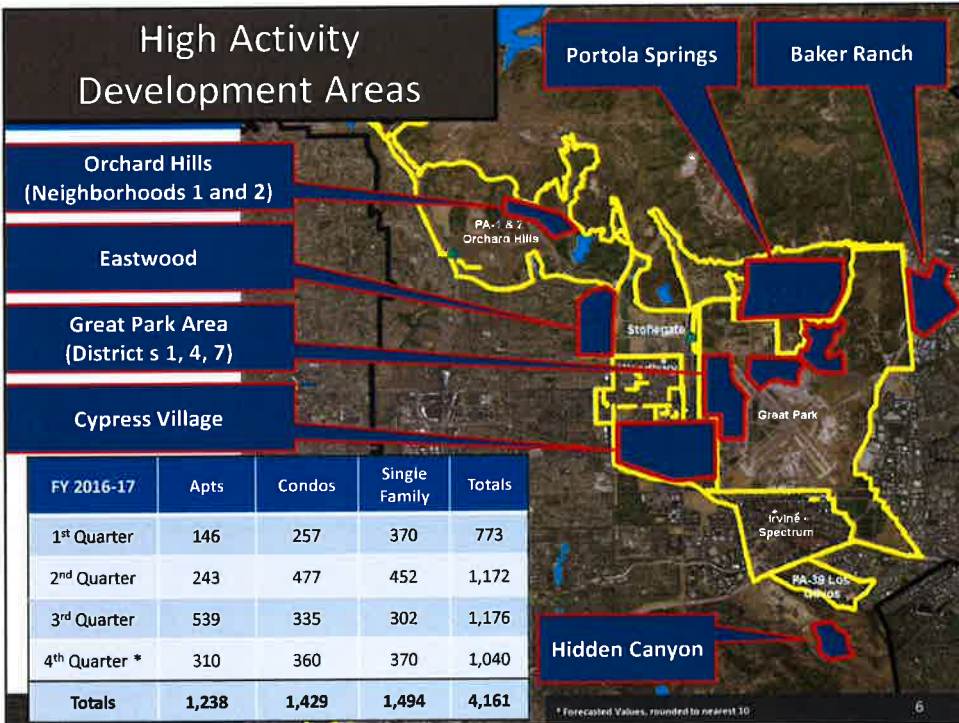 High Activity
Development Areas
Portola Springs
Baker Ranch
Orchard Hills
(Neighborhoods 1 and 2)
PA-1 & 2
Orchard Hills
Eastwood
Stonegate
Great Park Area
(District s 1, 4, 7)
Great Park
Cypress Village
Irvine
Spectrum
PA-39 Los
Hidden Canyon
FY 2016-17 Apts Condos Single Family Totals
1st Quarter 146 257 370 773
2nd Quarter 243 477 452 1,172
3rd Quarter 539 335 302 1,176
4th Quarter * 310 360 370 1,040
Totals 1,238 1,429 1,494 4,161
* Forecasted Values, rounded to nearest 10
6